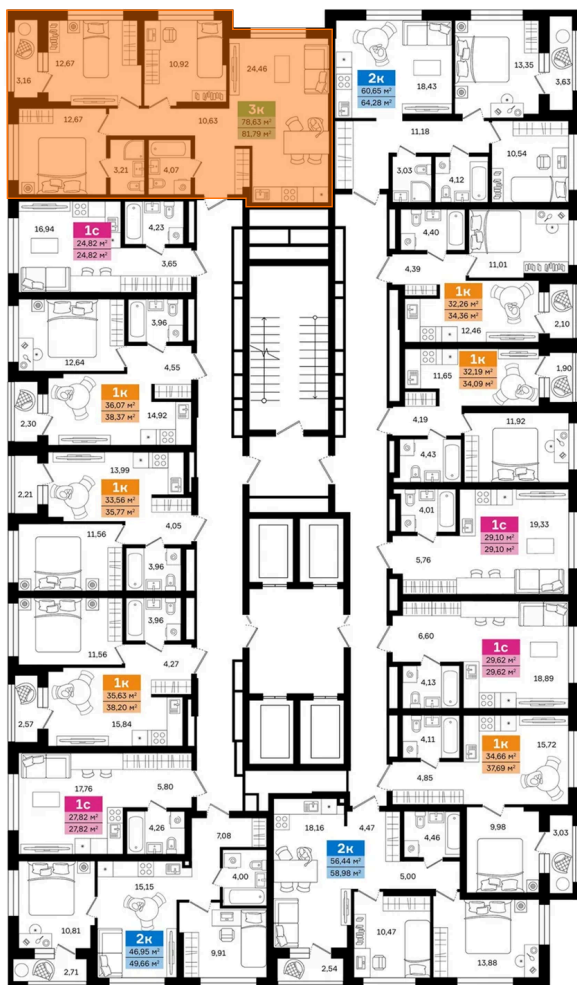 12,67
10,92
24,46
3,16
3к
78,63 м²
81,79 м²
12,67
10,63
3,21
4,07
2к
60,65 м²
64,28 м²
18,43
13,35
3,63
11,18
10,54
3,03
4,12
16,94
1с
24,82 м²
24,82 м²
4,23
3,65
4,40
11,01
4,39
1к
32,26 м²
34,36 м²
12,46
2,10
3,96
12,64
4,55
1к
36,07 м²
38,37 м²
14,92
2,30
11,65
1к
32,19 м²
34,09 м²
1,90
4,19
11,92
4,43
13,99
2,21
1к
33,56 м²
35,77 м²
4,05
11,56
3,96
4,01
1с
29,10 м²
29,10 м²
19,33
5,76
3,96
11,56
4,27
1к
35,63 м²
38,20 м²
2,57
15,84
6,60
1с
29,62 м²
29,62 м²
4,13
18,89
4,11
15,72
1к
34,66 м²
37,69 м²
4,85
17,76
5,80
1с
27,82 м²
27,82 м²
4,26
7,08
18,16
4,47
2к
56,44 м²
58,98 м²
4,46
9,98
3,03
5,00
15,15
4,00
10,81
2к
46,95 м²
49,66 м²
2,71
9,91
2,54
10,47
13,88